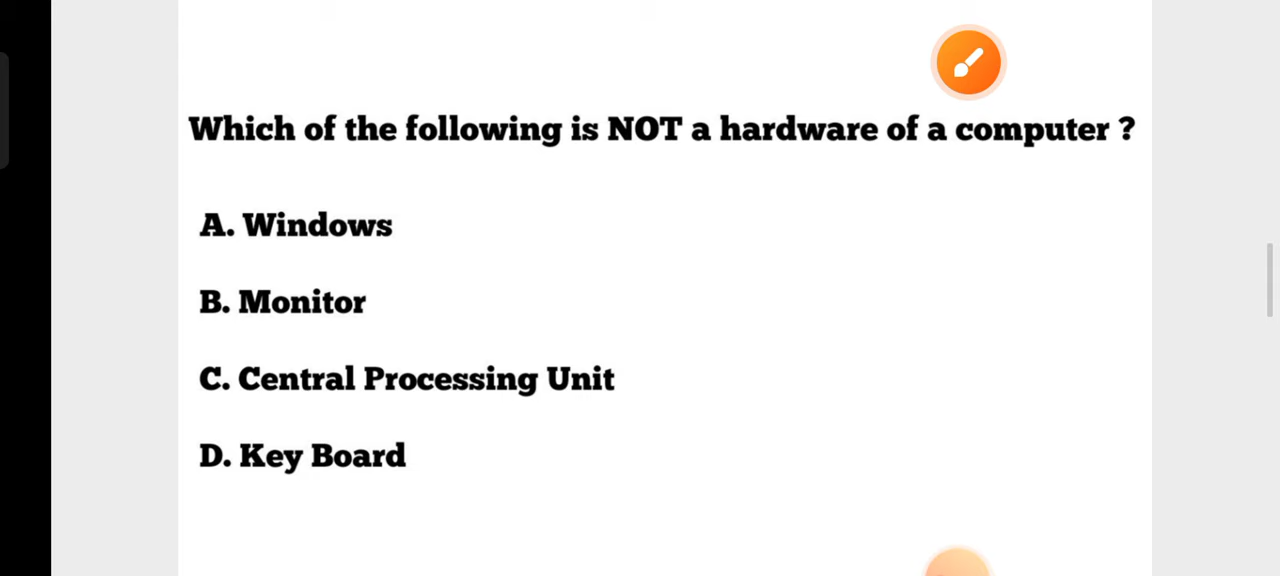 Which of the following is NOT a hardware of a computer ?
A. Windows
B. Monitor
C. Central Processing Unit
D. Key Board